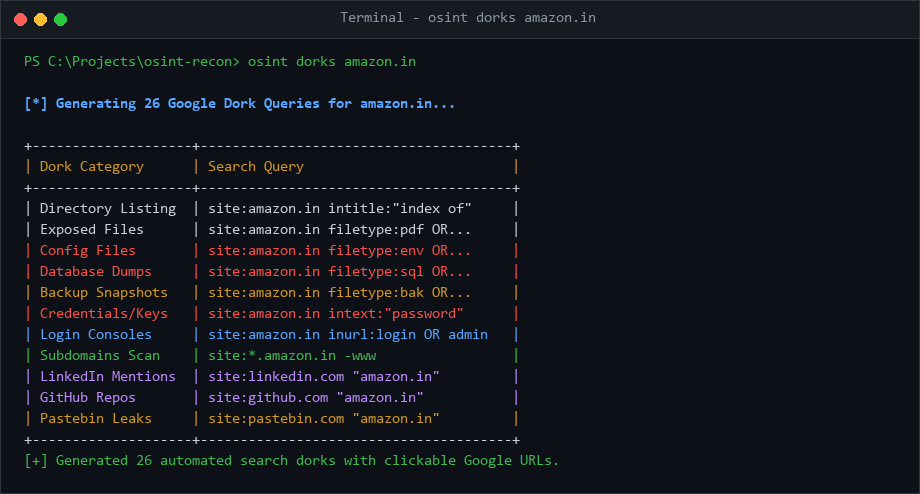 Terminal - osint dorks amazon.in
PS C:\Projects\osint-recon> osint dorks amazon.in
[*] Generating 26 Google Dork Queries for amazon.in...
+--------------------+---------------------------------------+
| Dork Category      | Search Query                          |
+--------------------+---------------------------------------+
| Directory Listing  | site:amazon.in intitle:"index of"     |
| Exposed Files      | site:amazon.in filetype:pdf OR...     |
| Config Files       | site:amazon.in filetype:env OR...     |
| Database Dumps     | site:amazon.in filetype:sql OR...     |
| Backup Snapshots   | site:amazon.in filetype:bak OR...     |
| Credentials/Keys   | site:amazon.in intext:"password"      |
| Login Consoles     | site:amazon.in inurl:login OR admin   |
| Subdomains Scan    | site:*.amazon.in -www                 |
| LinkedIn Mentions  | site:linkedin.com "amazon.in"         |
| GitHub Repos       | site:github.com "amazon.in"           |
| Pastebin Leaks     | site:pastebin.com "amazon.in"         |
+--------------------+---------------------------------------+
[+] Generated 26 automated search dorks with clickable Google URLs.